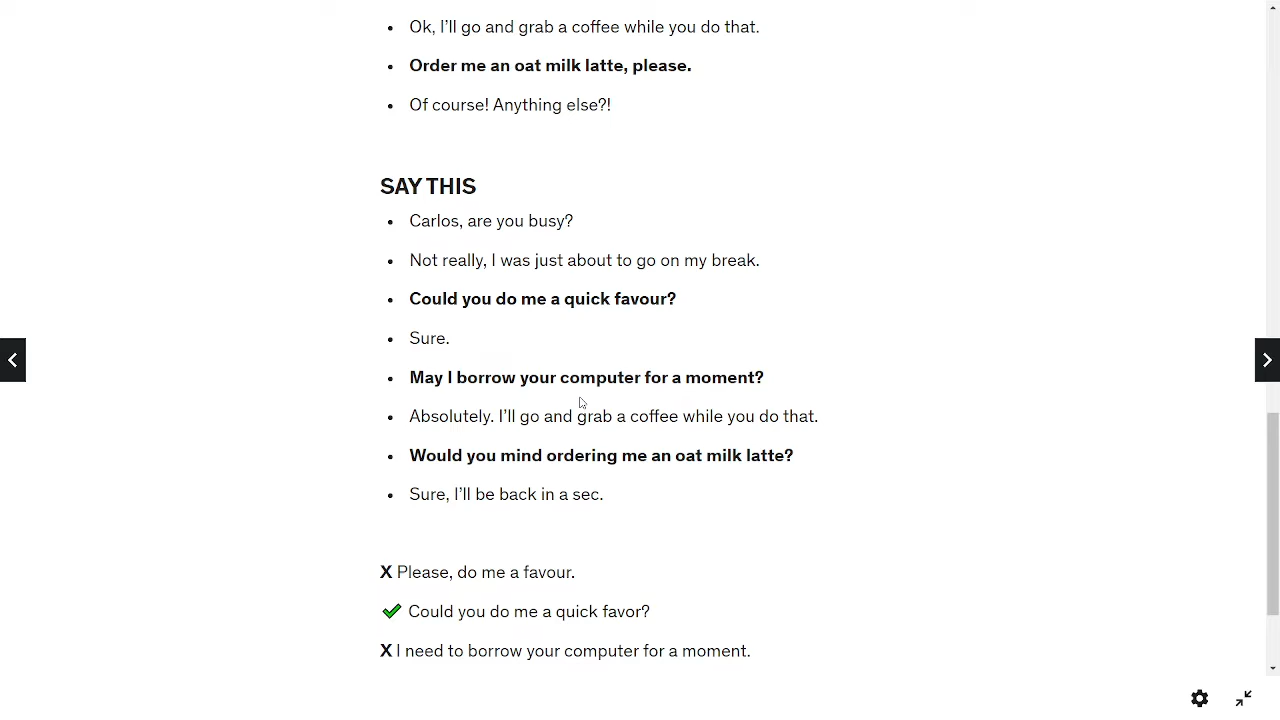 Ok, I’ll go and grab a coffee while you do that.
Order me an oat milk latte, please.
Of course! Anything else?!
SAY THIS
Carlos, are you busy?
Not really, I was just about to go on my break.
Could you do me a quick favour?
Sure.
May I borrow your computer for a moment?
Absolutely. I’ll go and grab a coffee while you do that.
Would you mind ordering me an oat milk latte?
Sure, I’ll be back in a sec.
X Please, do me a favour.
Could you do me a quick favor?
X I need to borrow your computer for a moment.